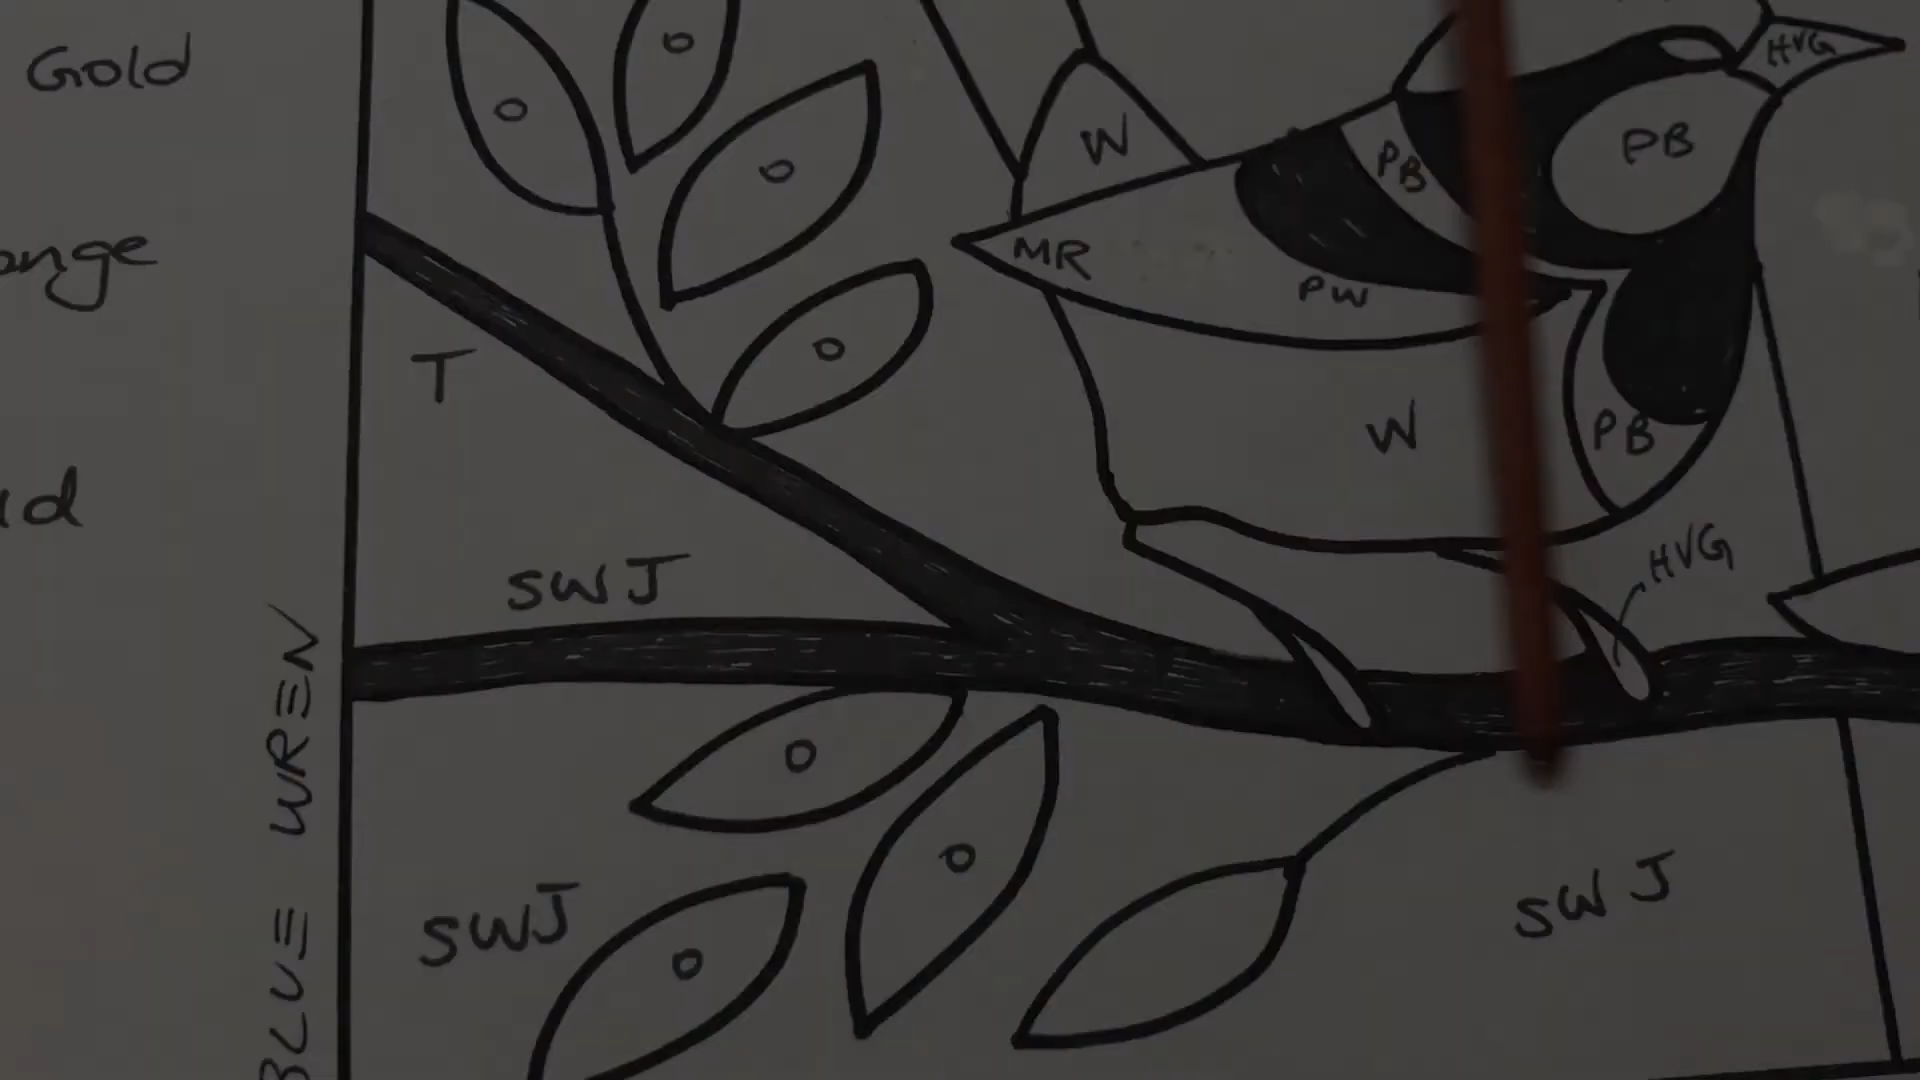 Gold
HVG
W
PB
PB
MR
PW
T
W
PB
SWJ
HVG
BLUE WREN
SWJ
SWJ
o
o
o
o
o
o
o